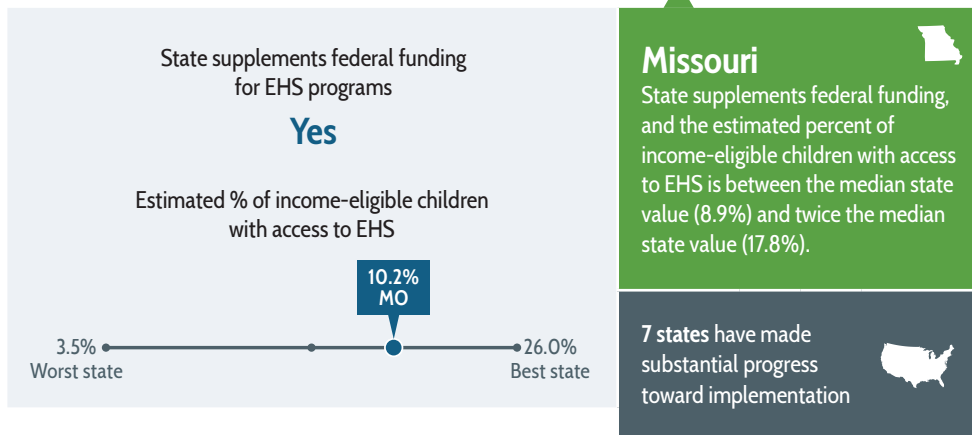 State supplements federal funding
for EHS programs
Yes
Estimated % of income-eligible children
with access to EHS
10.2%
MO
3.5%
Worst state
26.0%
Best state
Missouri
State supplements federal funding,
and the estimated percent of
income-eligible children with access
to EHS is between the median state
value (8.9%) and twice the median
state value (17.8%).
7 states have made
substantial progress
toward implementation